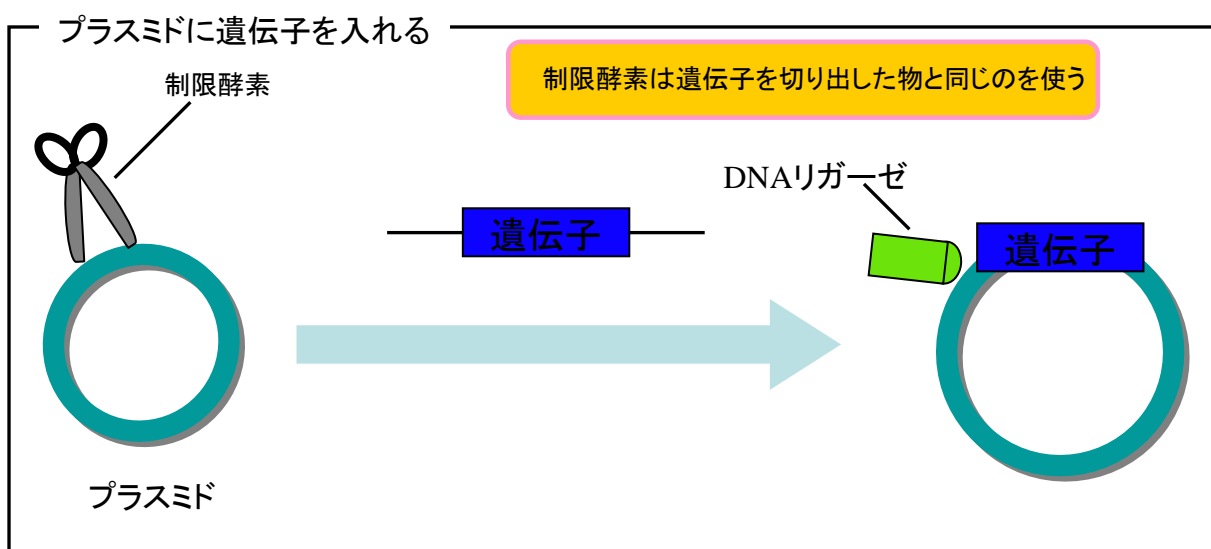 プラスミドに遺伝子を入れる
制限酵素は遺伝子を切り出した物と同じのを使う
制限酵素
DNAリガーゼ
遺伝子
遺伝子
プラスミド